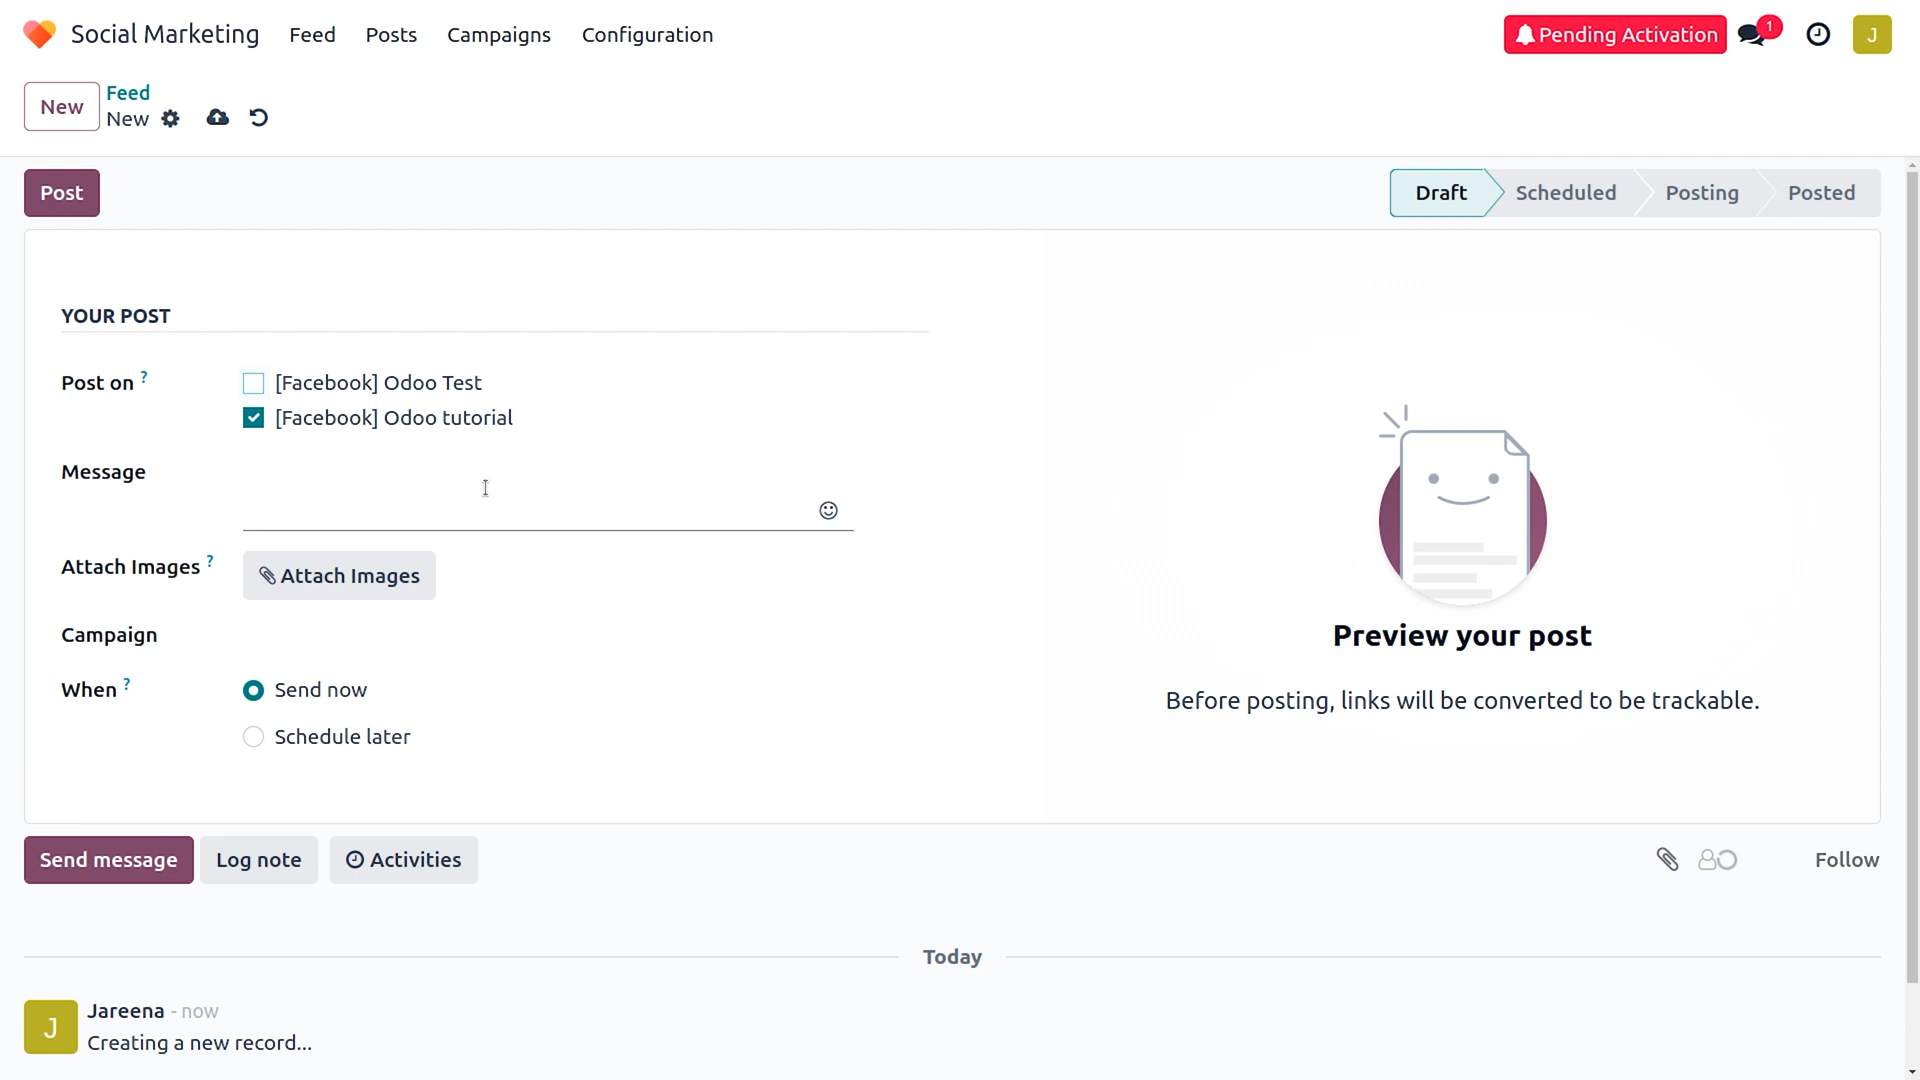 Social Marketing Feed Posts Campaigns Configuration Pending Activation 1 J
New Feed
New
Post Draft Scheduled Posting Posted
YOUR POST
Post on ? [Facebook] Odoo Test
[Facebook] Odoo tutorial
Message
Attach Images ? Attach Images
Campaign
When ? Send now
Schedule later
Preview your post
Before posting, links will be converted to be trackable.
Send message Log note Activities Follow
Today
J Jareena - now
Creating a new record...